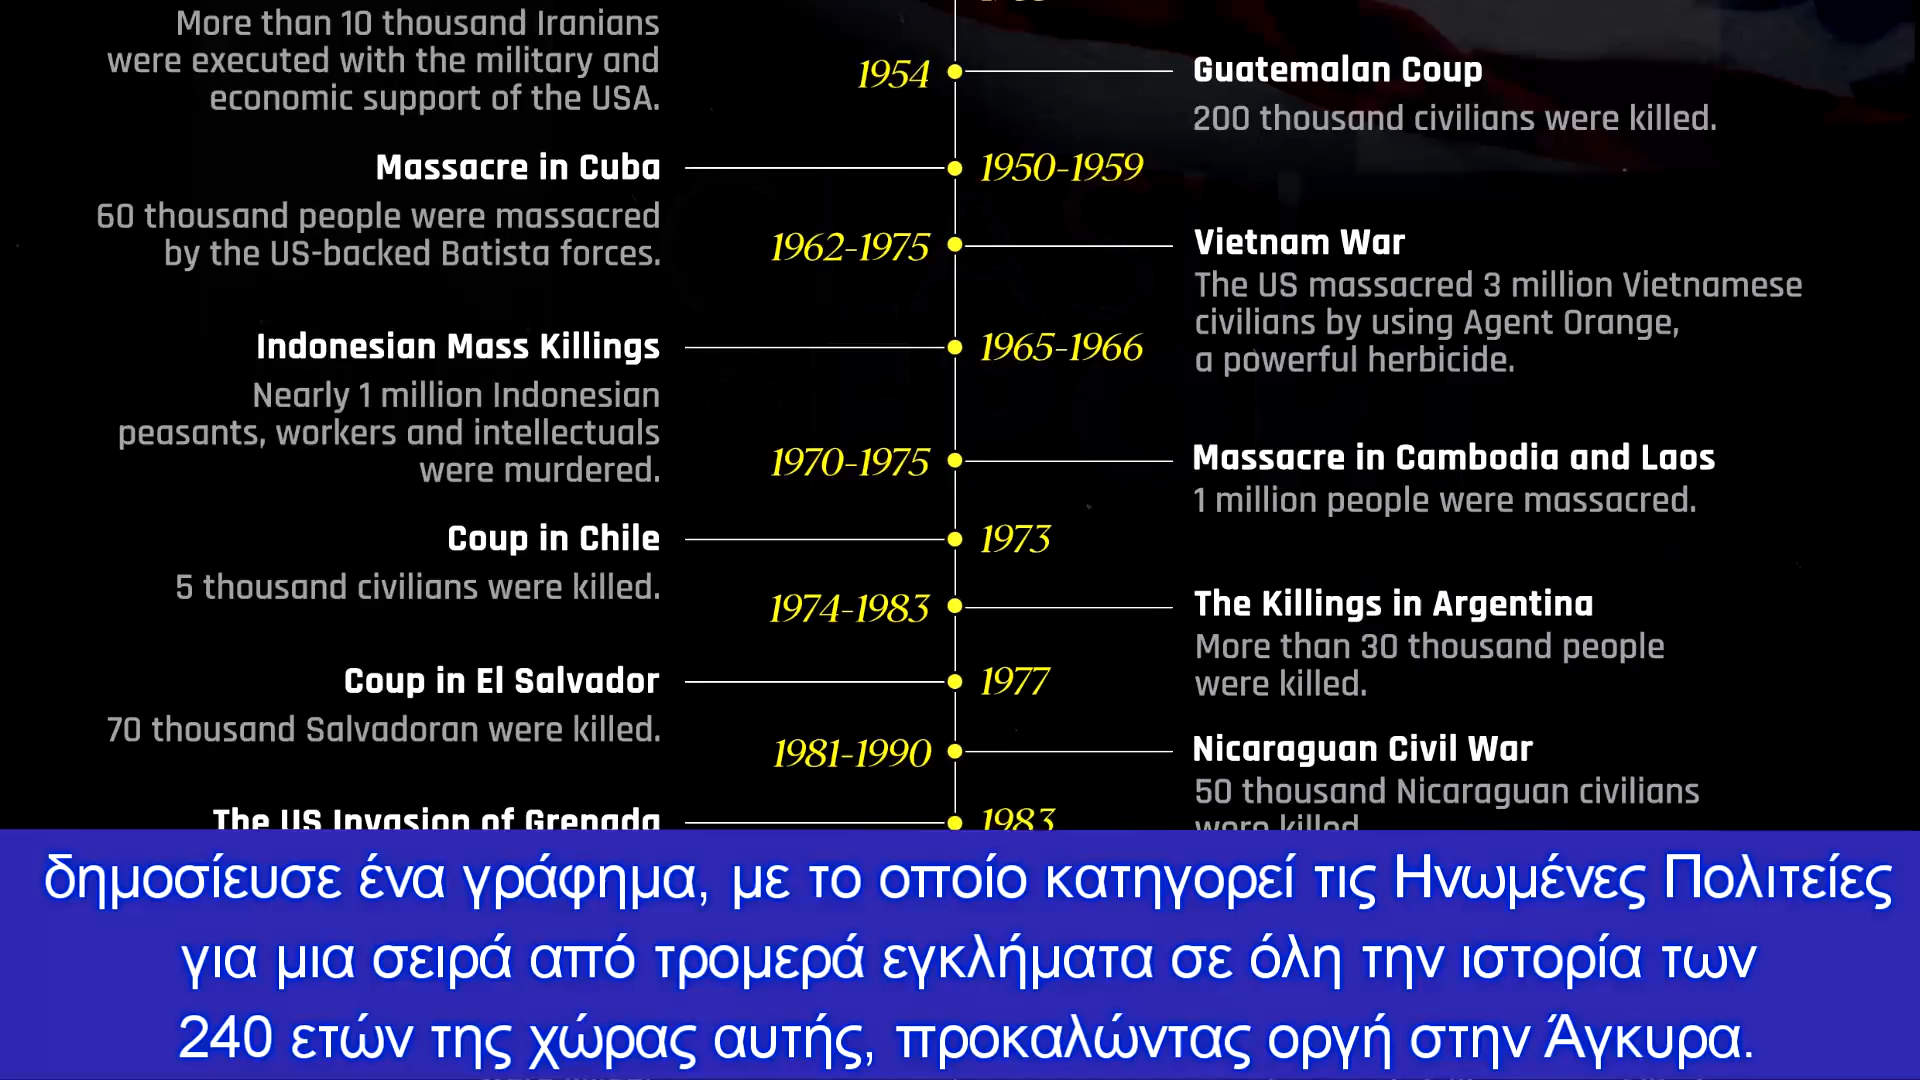 More than 10 thousand Iranians
were executed with the military and
economic support of the USA.
1954
Guatemalan Coup
200 thousand civilians were killed.
Massacre in Cuba
1950-1959
60 thousand people were massacred
by the US-backed Batista forces.
1962-1975
Vietnam War
The US massacred 3 million Vietnamese
civilians by using Agent Orange,
a powerful herbicide.
Indonesian Mass Killings
1965-1966
Nearly 1 million Indonesian
peasants, workers and intellectuals
were murdered.
1970-1975
Massacre in Cambodia and Laos
1 million people were massacred.
Coup in Chile
1973
5 thousand civilians were killed.
1974-1983
The Killings in Argentina
More than 30 thousand people
were killed.
Coup in El Salvador
1977
70 thousand Salvadoran were killed.
1981-1990
Nicaraguan Civil War
50 thousand Nicaraguan civilians
were killed
The US Invasion of Grenada
1983
δημοσίευσε ένα γράφημα, με το οποίο κατηγορεί τις Ηνωμένες Πολιτείες
για μια σειρά από τρομερά εγκλήματα σε όλη την ιστορία των
240 ετών της χώρας αυτής, προκαλώντας οργή στην Άγκυρα.